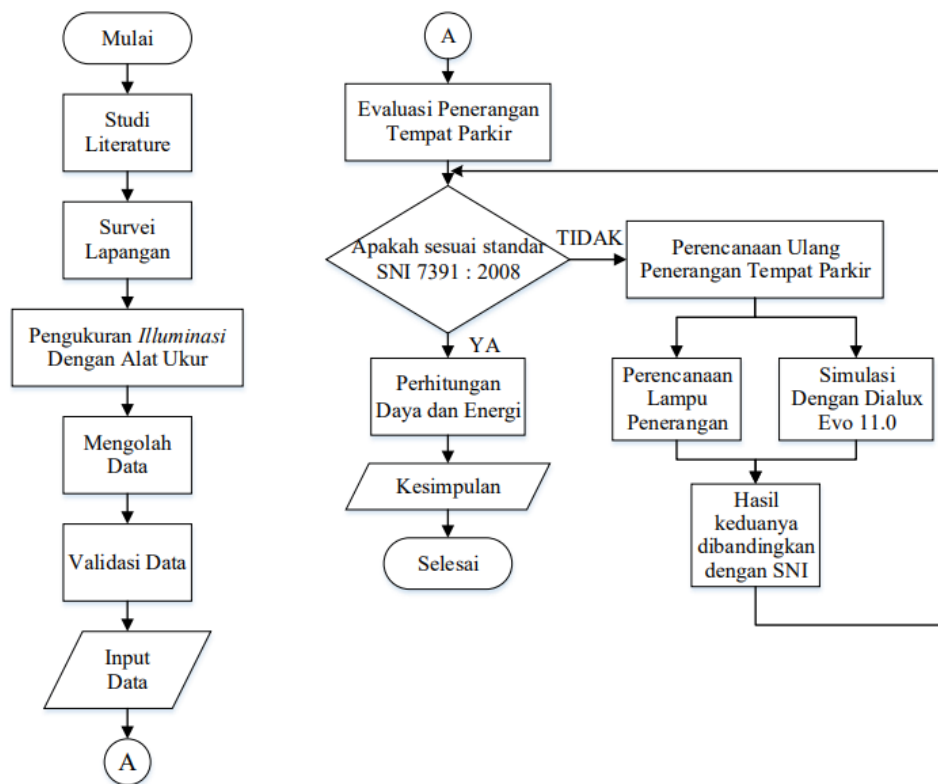 Mulai
Studi
Literature
Survei
Lapangan
Pengukuran Illuminasi
Dengan Alat Ukur
Mengolah
Data
Validasi Data
Input
Data
A
A
Evaluasi Penerangan
Tempat Parkir
Apakah sesuai standar
SNI 7391 : 2008
TIDAK
YA
Perhitungan
Daya dan Energi
Kesimpulan
Selesai
Perencanaan Ulang
Penerangan Tempat Parkir
Perencanaan
Lampu
Penerangan
Simulasi
Dengan Dialux
Evo 11.0
Hasil
keduanya
dibandingkan
dengan SNI